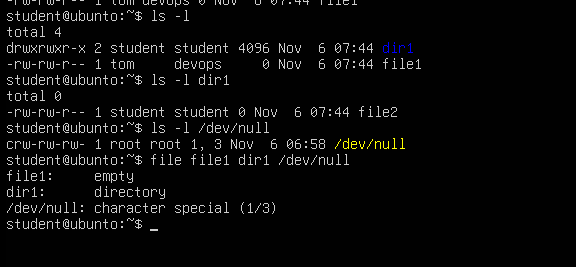 -rw-rw-r-- 1 tom devops 0 Nov  6 07:44 file1
student@ubunto:~$ ls -l
total 4
drwxrwxr-x 2 student student 4096 Nov  6 07:44 dir1
-rw-rw-r-- 1 tom     devops     0 Nov  6 07:44 file1
student@ubunto:~$ ls -l dir1
total 0
-rw-rw-r-- 1 student student 0 Nov  6 07:44 file2
student@ubunto:~$ ls -l /dev/null
crw-rw-rw- 1 root root 1, 3 Nov  6 06:58 /dev/null
student@ubunto:~$ file file1 dir1 /dev/null
file1:     empty
dir1:      directory
/dev/null: character special (1/3)
student@ubunto:~$ _